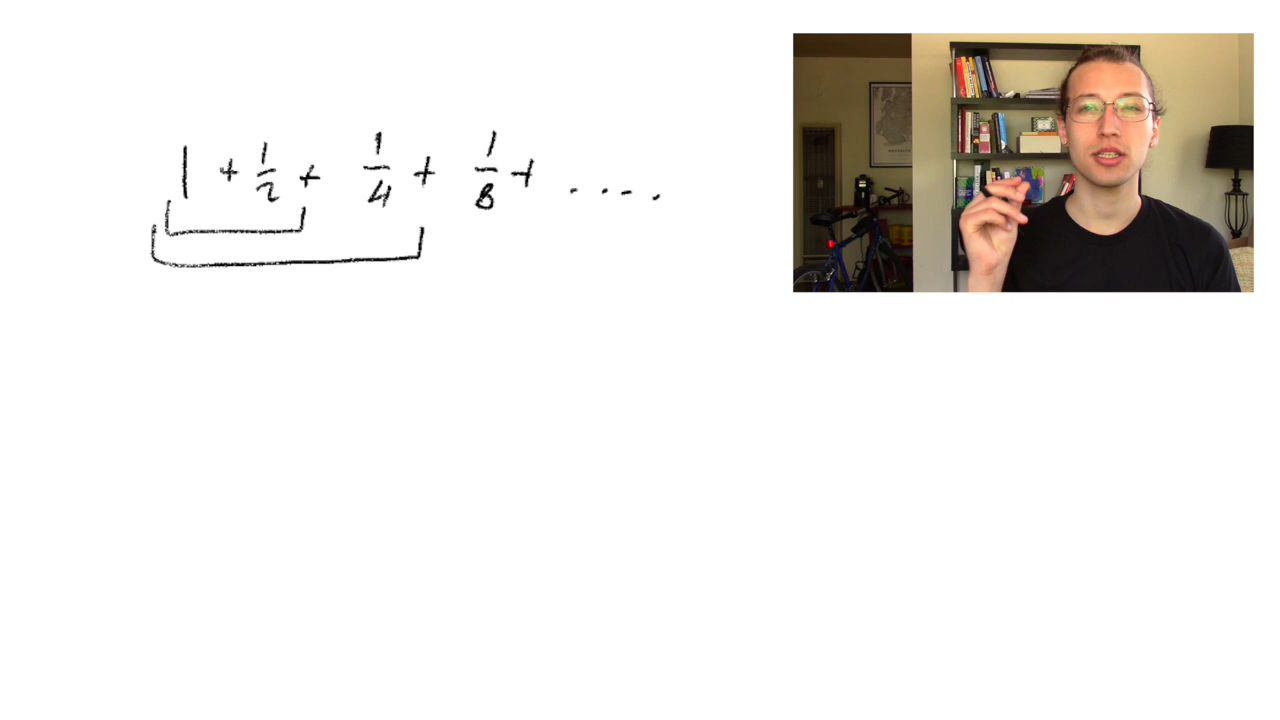 1 + 1/2 + 1/4 + 1/8 + ....